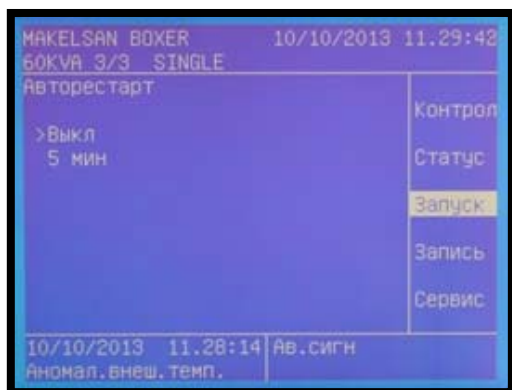 MAKELSAN BOXER 10/10/2013 11.29:42
60KVA 3/3 SINGLE
Авторестарт
>Выкл
5 мин
Контрол
Статус
Запуск
Запись
Сервис
10/10/2013 11.28:14 Ав.сигн
Аномал.внеш.темп.